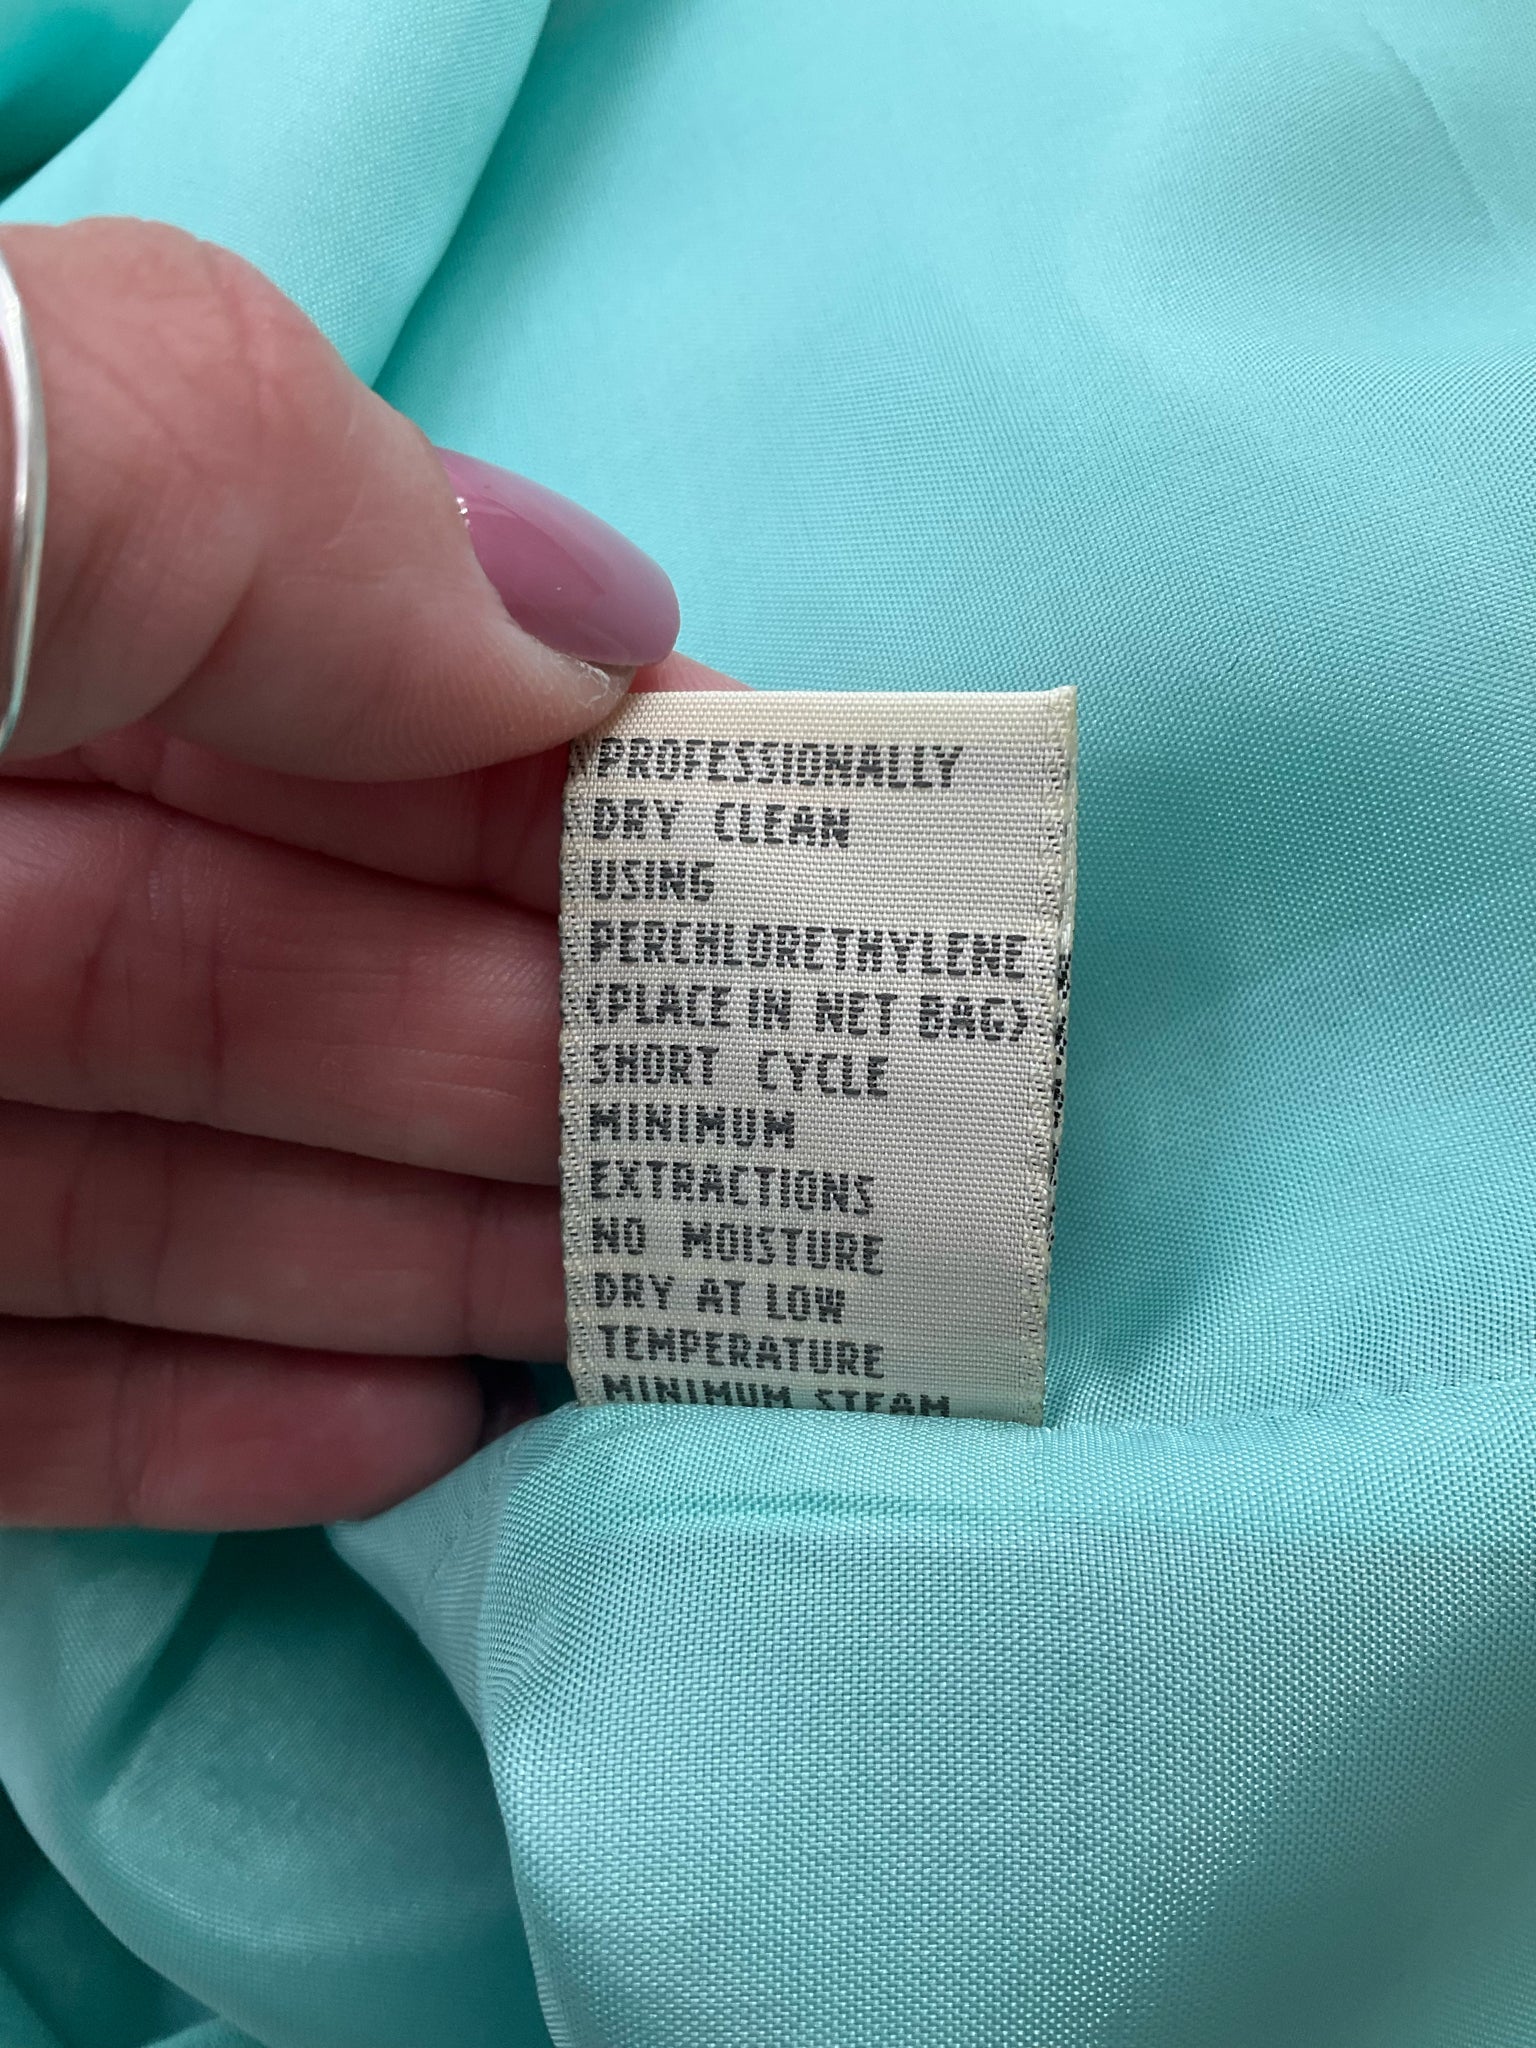 PROFESSIONALLY
DRY CLEAN
USING
PERCHLORETHYLENE
(PLACE IN NET BAG)
SHORT CYCLE
MINIMUM
EXTRACTIONS
NO MOISTURE
DRY AT LOW
TEMPERATURE
MINIMUM STEAM